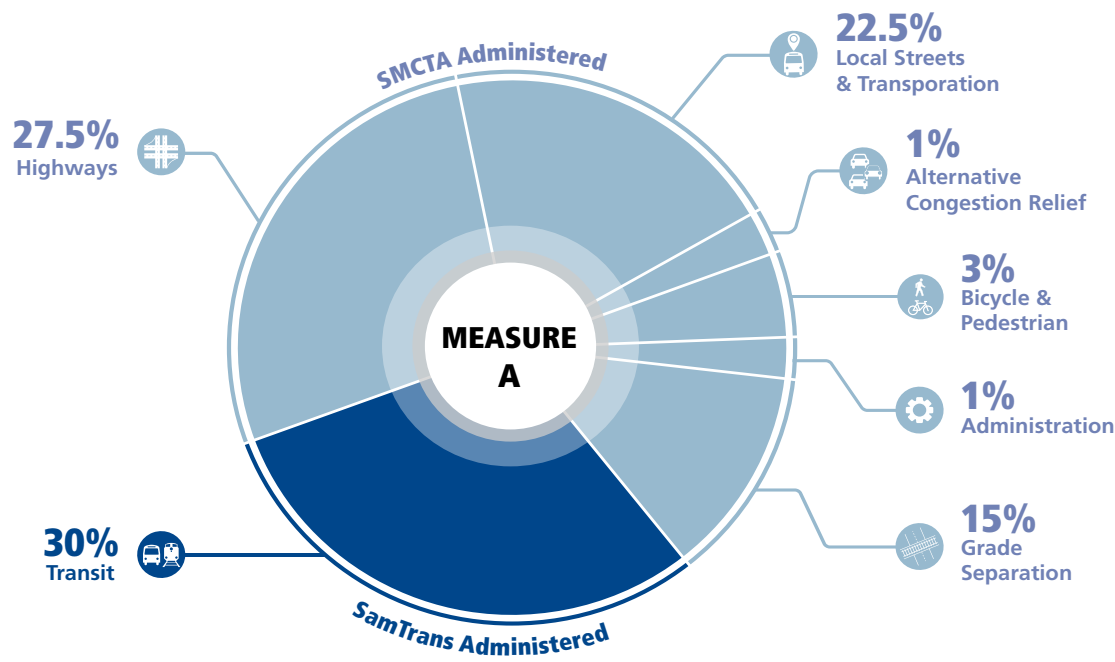 SMCTA Administered
22.5%
Local Streets
& Transporation
27.5%
Highways
1%
Alternative
Congestion Relief
3%
Bicycle &
Pedestrian
MEASURE
A
1%
Administration
15%
Grade
Separation
30%
Transit
SamTrans Administered